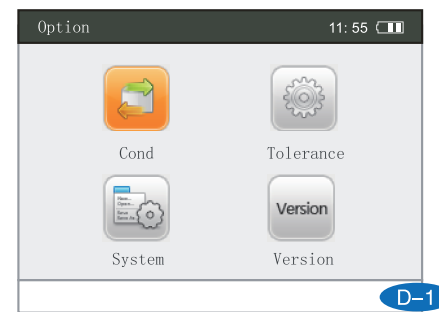 Option 11:55
Cond Tolerance
Version
System Version
D-1